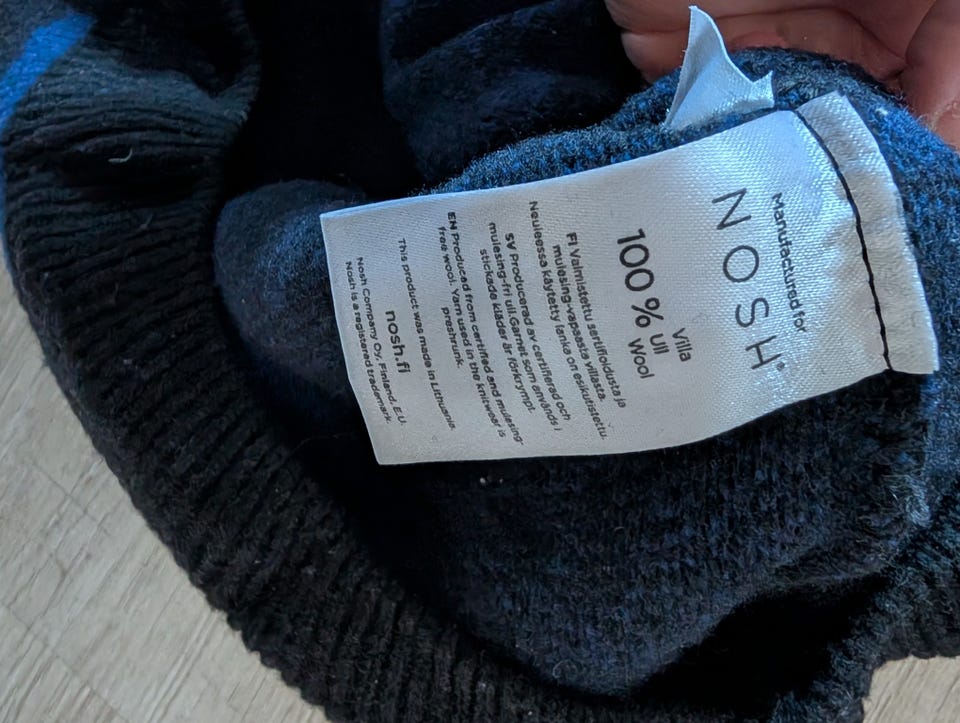 Manufactured for
NOSH®
Villa
100% Ull
Wool
FI Valmistettu sertifioidusta ja
mulesing-vapaasta villasta.
Neuleessa käytetty lanka on esikutistettu.
SV Producerad av certifierad och
mulesing-fri ull. Garnet som används i
stickade kläder är förkrympt.
EN Produced from certified and mulesing-
free wool. Yarn used in the knitwear is
preshrunk.
This product was made in Lithuania.
nosh.fi
Nosh Company Oy, Finland, E.U.
Nosh is a registered trademark.